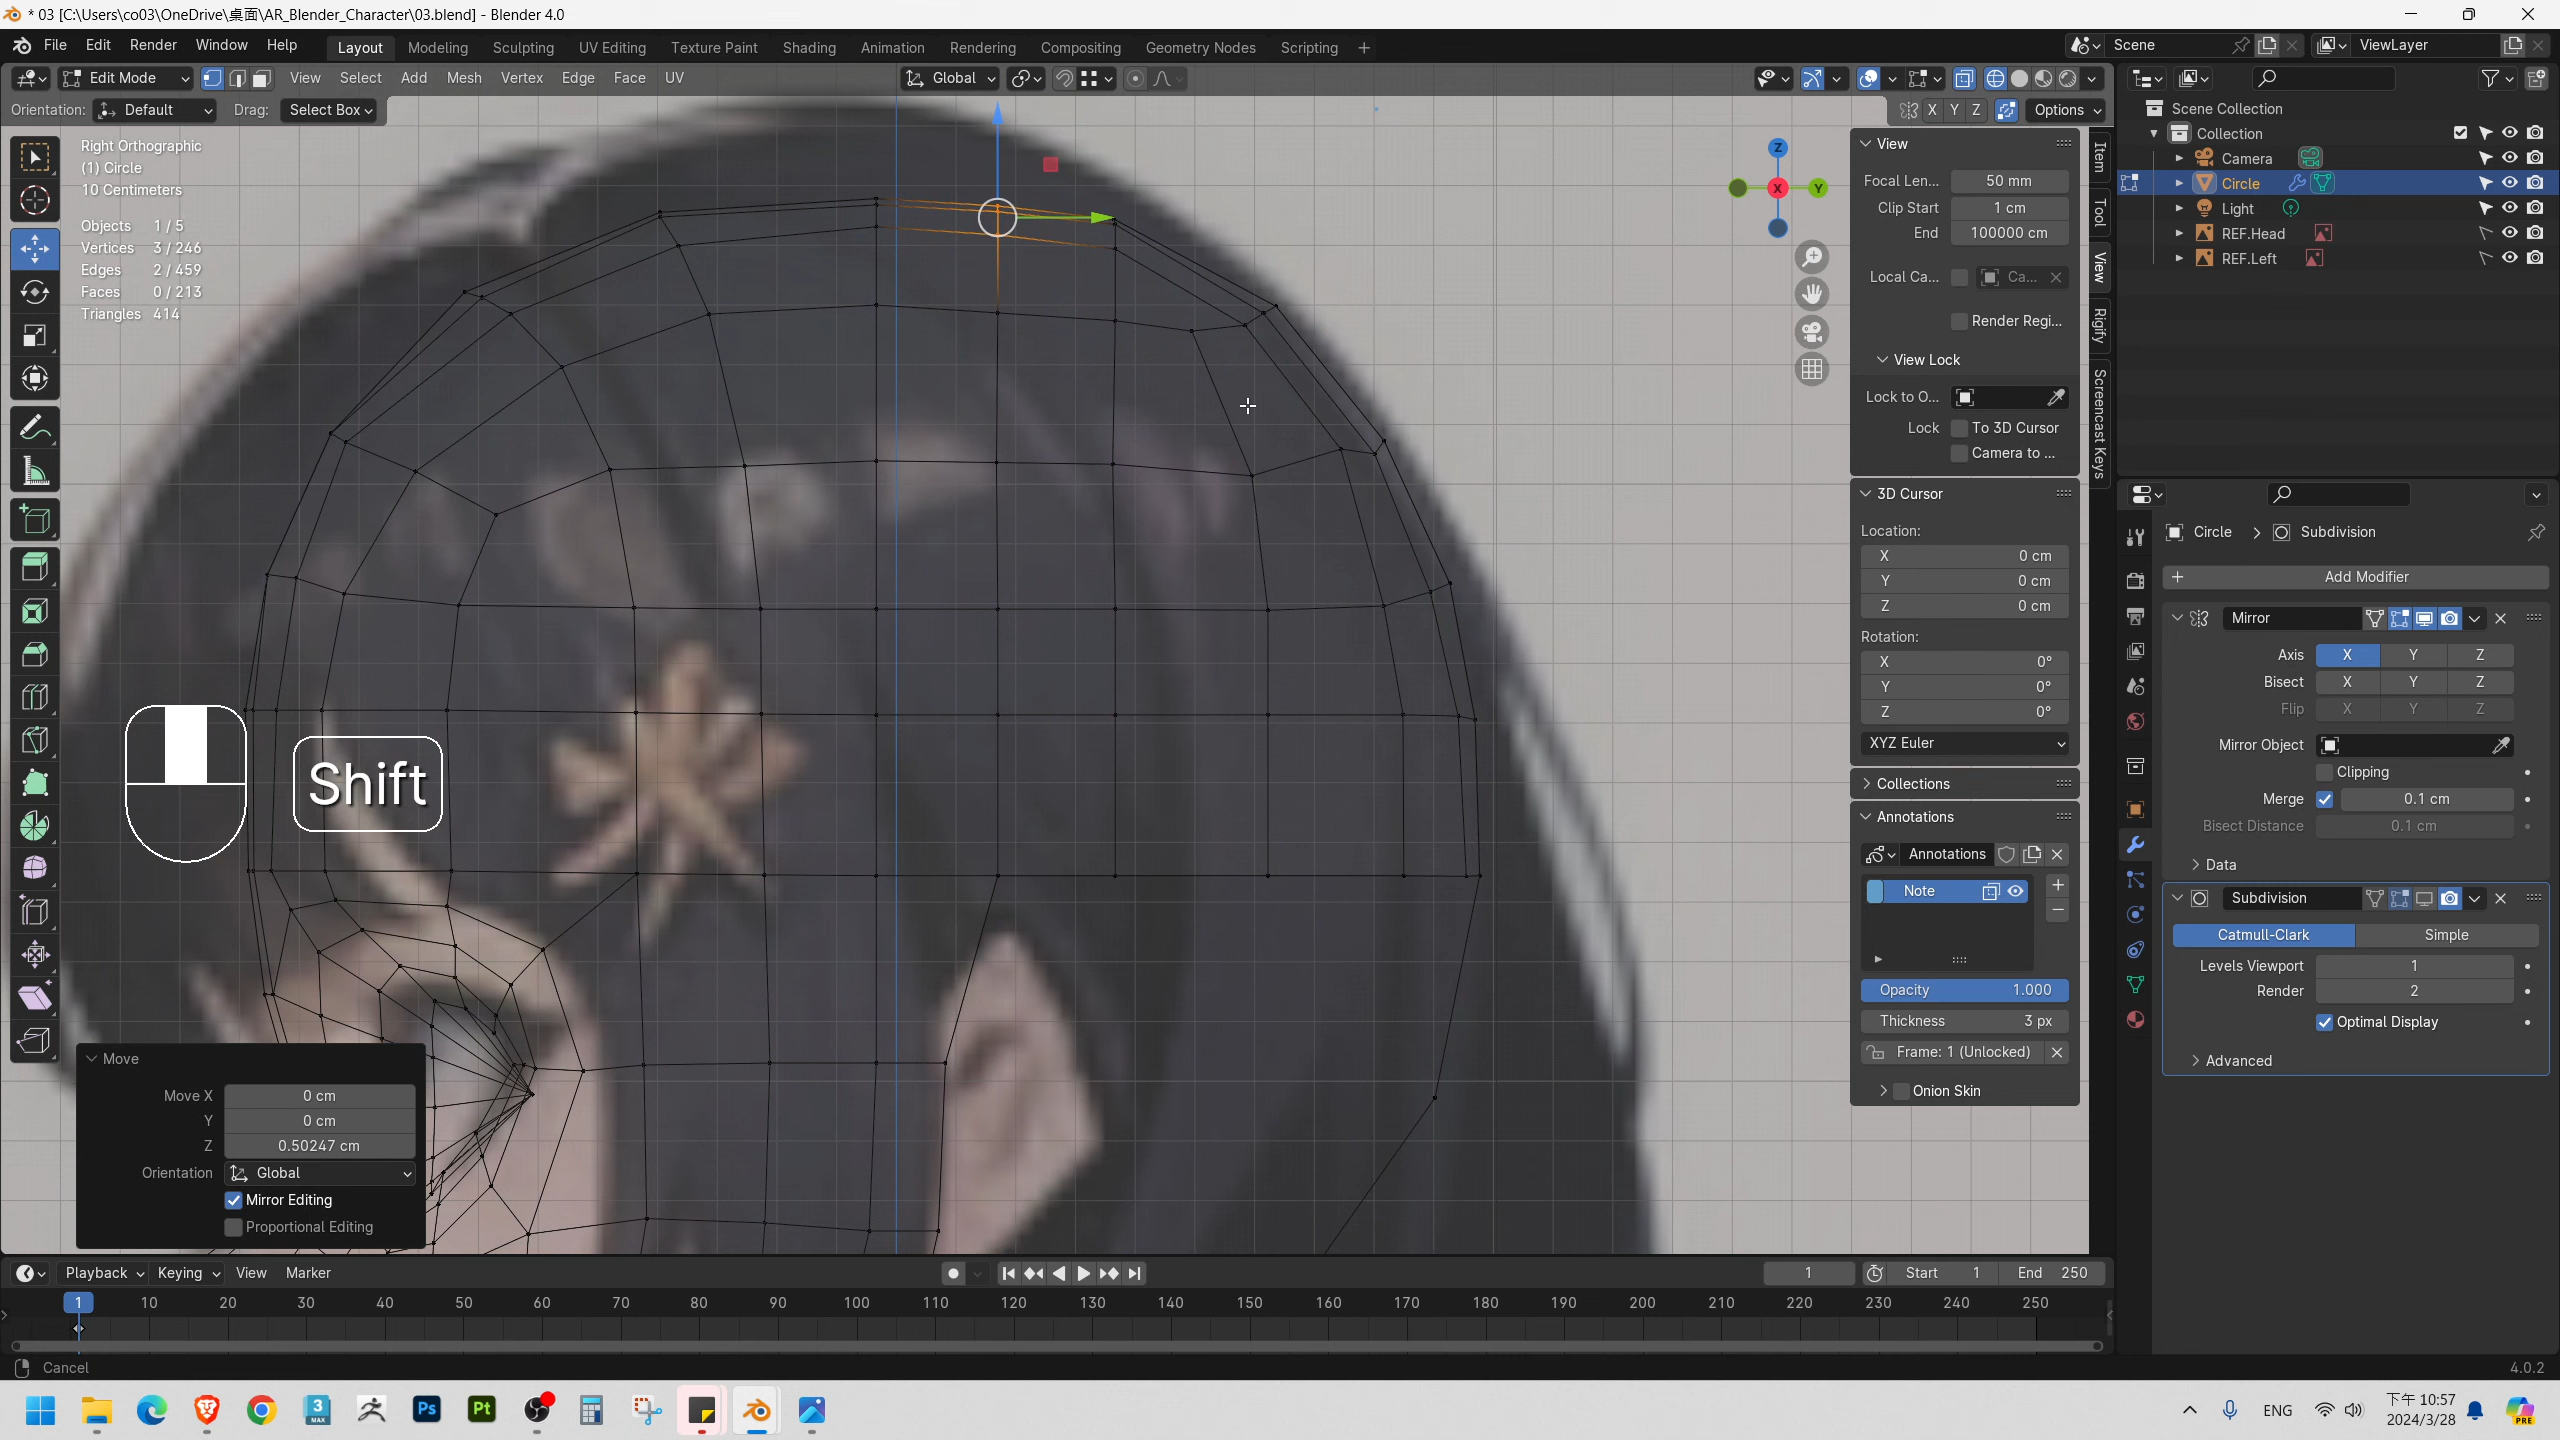 * 03 [C:\Users\co03\OneDrive\桌面\AR_Blender_Character\03.blend] - Blender 4.0
File Edit Render Window Help Layout Modeling Sculpting UV Editing Texture Paint Shading Animation Rendering Compositing Geometry Nodes Scripting + Scene ViewLayer
Edit Mode View Select Add Mesh Vertex Edge Face UV Global
Orientation: Default Drag: Select Box X Y Z Options
Right Orthographic
(1) Circle
10 Centimeters
Objects 1 / 5
Vertices 3 / 246
Edges 2 / 459
Faces 0 / 213
Triangles 414
Z
X
Y
Shift
Move
Move X 0 cm
Y 0 cm
Z 0.50247 cm
Orientation Global
Mirror Editing
Proportional Editing
View
Focal Len... 50 mm
Clip Start 1 cm
End 100000 cm
Local Ca... Ca...
Render Regi...
View Lock
Lock to O...
Lock To 3D Cursor
Camera to ...
3D Cursor
Location:
X 0 cm
Y 0 cm
Z 0 cm
Rotation:
X 0°
Y 0°
Z 0°
XYZ Euler
Collections
Annotations
Annotations
Note
Opacity 1.000
Thickness 3 px
Frame: 1 (Unlocked)
Onion Skin
Item
Tool
View
Rigify
Screencast Keys
Scene Collection
Collection
Camera
Circle
Light
REF.Head
REF.Left
Circle > Subdivision
+ Add Modifier
Mirror
Axis X Y Z
Bisect X Y Z
Flip X Y Z
Mirror Object
Clipping
Merge 0.1 cm
Bisect Distance 0.1 cm
Data
Subdivision
Catmull-Clark Simple
Levels Viewport 1
Render 2
Optimal Display
Advanced
Playback Keying View Marker 1 Start 1 End 250
1 10 20 30 40 50 60 70 80 90 100 110 120 130 140 150 160 170 180 190 200 210 220 230 240 250
Cancel 4.0.2
3 MAX Ps Pt ENG 下午 10:57
2024/3/28
PRE